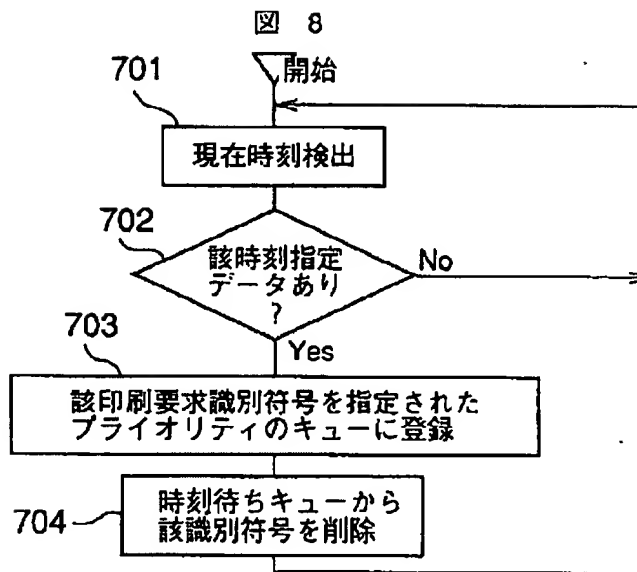 図 8
開始
701
現在時刻検出
702
該時刻指定
データあり
?
No
Yes
703
該印刷要求識別符号を指定された
プライオリティのキューに登録
704
時刻待ちキューから
該識別符号を削除